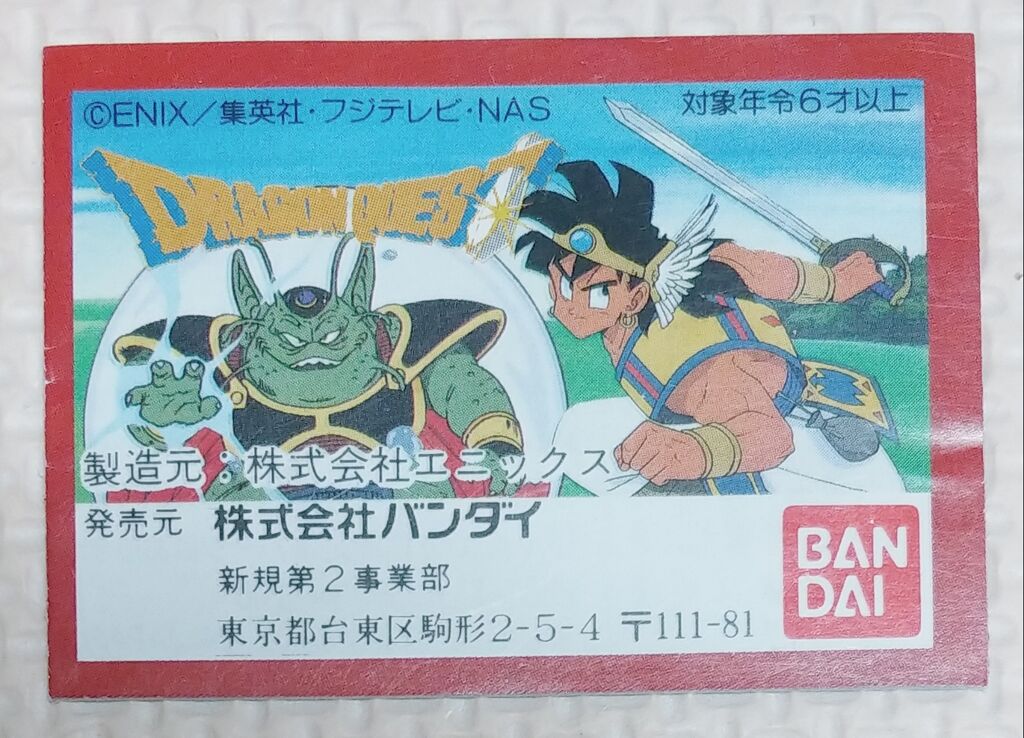 ©ENIX／集英社・フジテレビ・NAS
対象年令6才以上
DRAGON QUEST
製造元：株式会社エニックス
発売元 株式会社バンダイ
新規第2事業部
東京都台東区駒形2-5-4 〒111-81
BAN
DAI